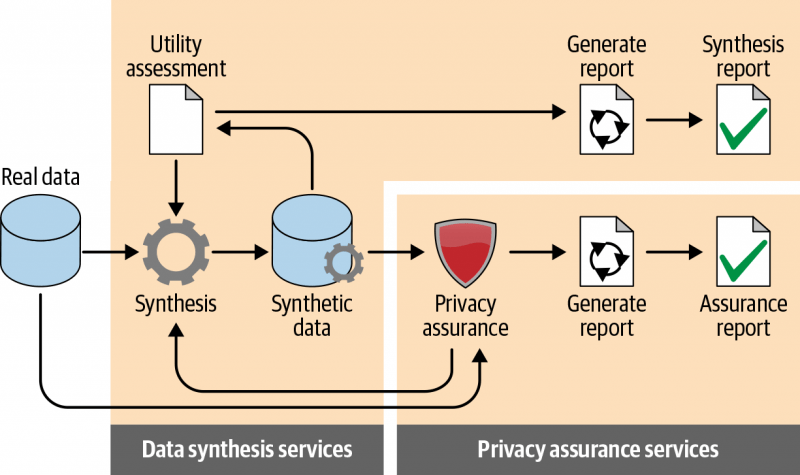 Utility
assessment
Generate
report
Synthesis
report
Real data
Synthesis
Synthetic
data
Privacy
assurance
Generate
report
Assurance
report
Data synthesis services
Privacy assurance services